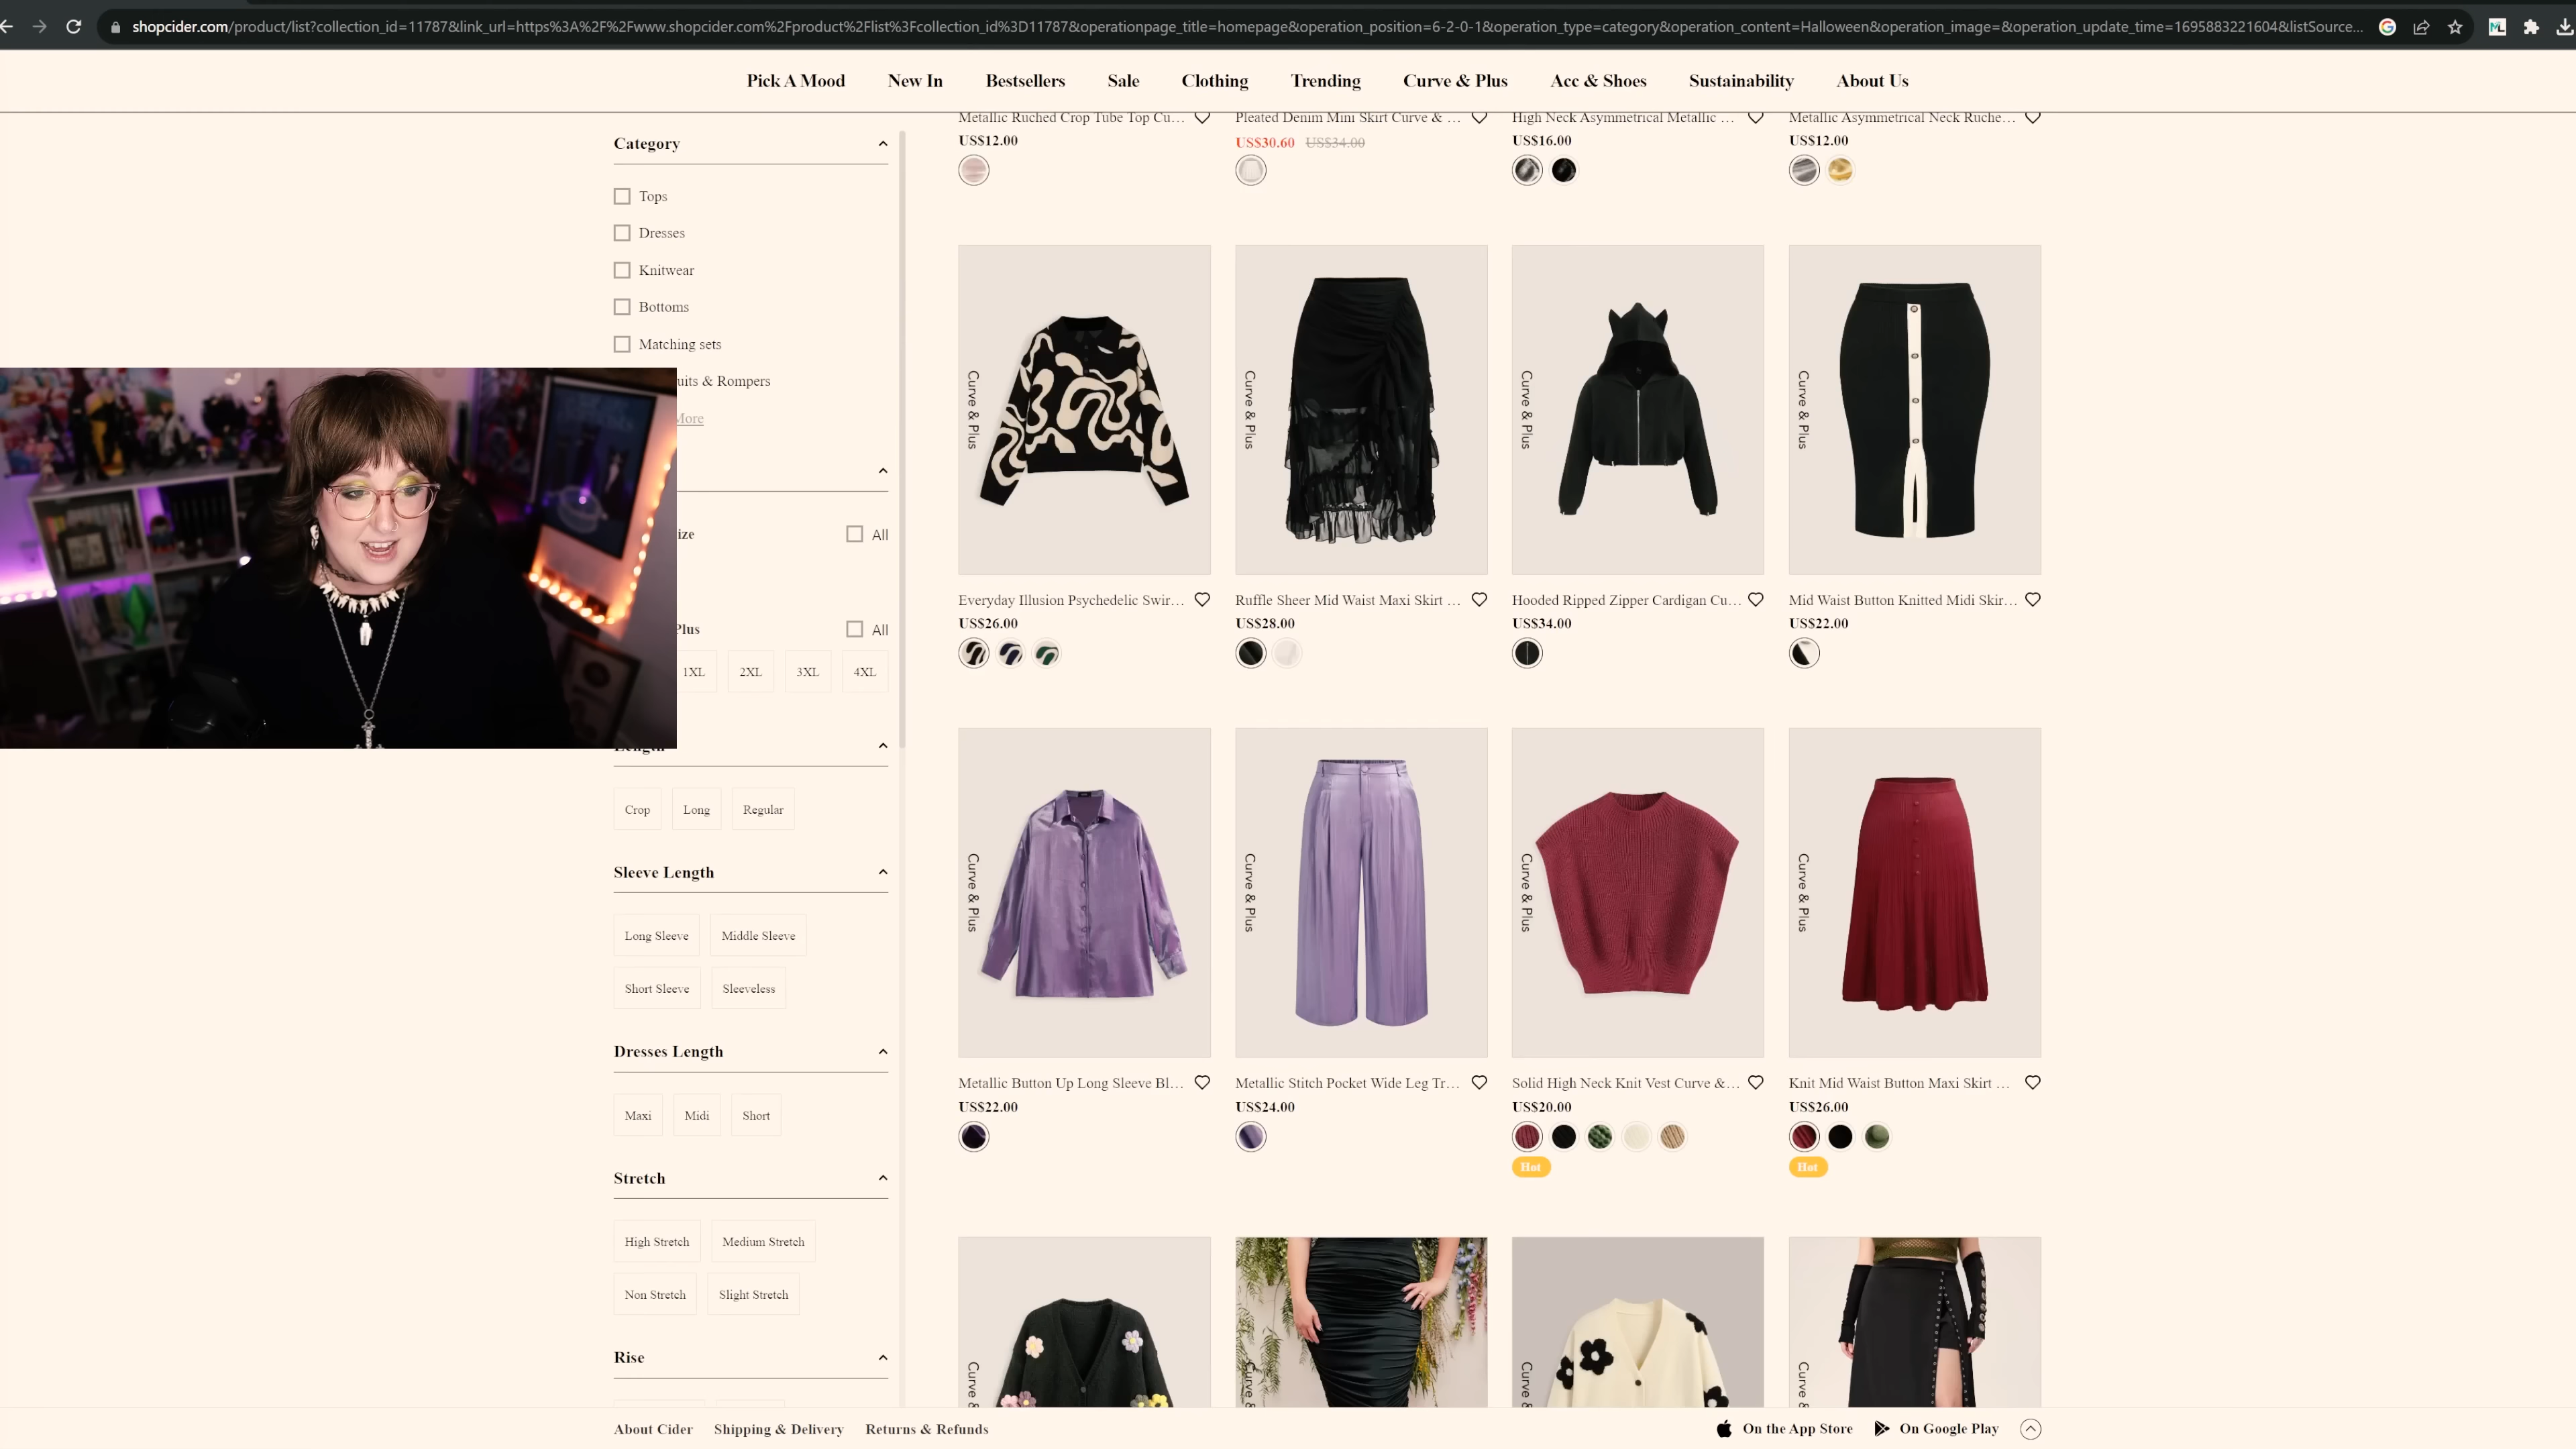 shopcider.com/product/list?collection_id=11787&link_url=https%3A%2F%2Fwww.shopcider.com%2Fproduct%2Flist%3Fcollection_id%3D11787&operationpage_title=homepage&operation_position=6-2-0-1&operation_type=category&operation_content=Halloween&operation_image=&operation_update_time=1695883221604&listSource...
Pick A Mood New In Bestsellers Sale Clothing Trending Curve & Plus Acc & Shoes Sustainability About Us
Category
Tops
Dresses
Knitwear
Bottoms
Matching sets
uits & Rompers
More
ize All
Plus All
1XL 2XL 3XL 4XL
Length
Crop Long Regular
Sleeve Length
Long Sleeve Middle Sleeve
Short Sleeve Sleeveless
Dresses Length
Maxi Midi Short
Stretch
High Stretch Medium Stretch
Non Stretch Slight Stretch
Rise
Metallic Ruched Crop Tube Top Cu...
US$12.00
Pleated Denim Mini Skirt Curve & ...
US$30.60 US$34.00
High Neck Asymmetrical Metallic ...
US$16.00
Metallic Asymmetrical Neck Ruche...
US$12.00
Curve & Plus
Everyday Illusion Psychedelic Swir...
US$26.00
Curve & Plus
Ruffle Sheer Mid Waist Maxi Skirt ...
US$28.00
Curve & Plus
Hooded Ripped Zipper Cardigan Cu...
US$34.00
Curve & Plus
Mid Waist Button Knitted Midi Skir...
US$22.00
Curve & Plus
Metallic Button Up Long Sleeve Bl...
US$22.00
Curve & Plus
Metallic Stitch Pocket Wide Leg Tr...
US$24.00
Curve & Plus
Solid High Neck Knit Vest Curve &...
US$20.00
Hot
Curve & Plus
Knit Mid Waist Button Maxi Skirt ...
US$26.00
Hot
Curve &
Curve &
Curve &
Curve &
About Cider Shipping & Delivery Returns & Refunds
On the App Store On Google Play